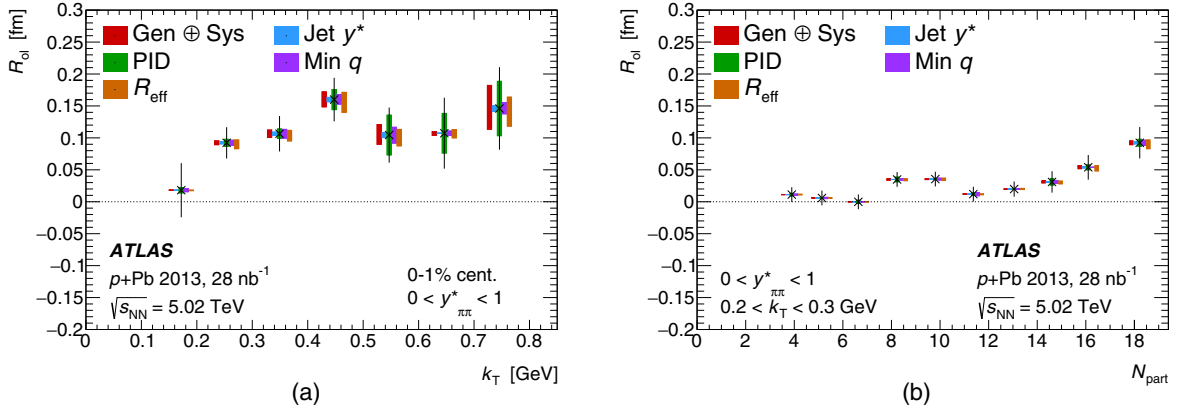 R_ol [fm]
0.3
0.25
0.2
0.15
0.1
0.05
0
−0.05
−0.1
−0.15
−0.2
Gen ⊕ Sys
PID
R_eff
Jet y*
Min q
ATLAS
p+Pb 2013, 28 nb^-1
√s_NN = 5.02 TeV
0-1% cent.
0 < y*_ππ < 1
0 0.1 0.2 0.3 0.4 0.5 0.6 0.7 0.8
k_T [GeV]
(a)
R_ol [fm]
0.3
0.25
0.2
0.15
0.1
0.05
0
−0.05
−0.1
−0.15
−0.2
Gen ⊕ Sys
PID
R_eff
Jet y*
Min q
0 < y*_ππ < 1
0.2 < k_T < 0.3 GeV
ATLAS
p+Pb 2013, 28 nb^-1
√s_NN = 5.02 TeV
0 2 4 6 8 10 12 14 16 18
N_part
(b)